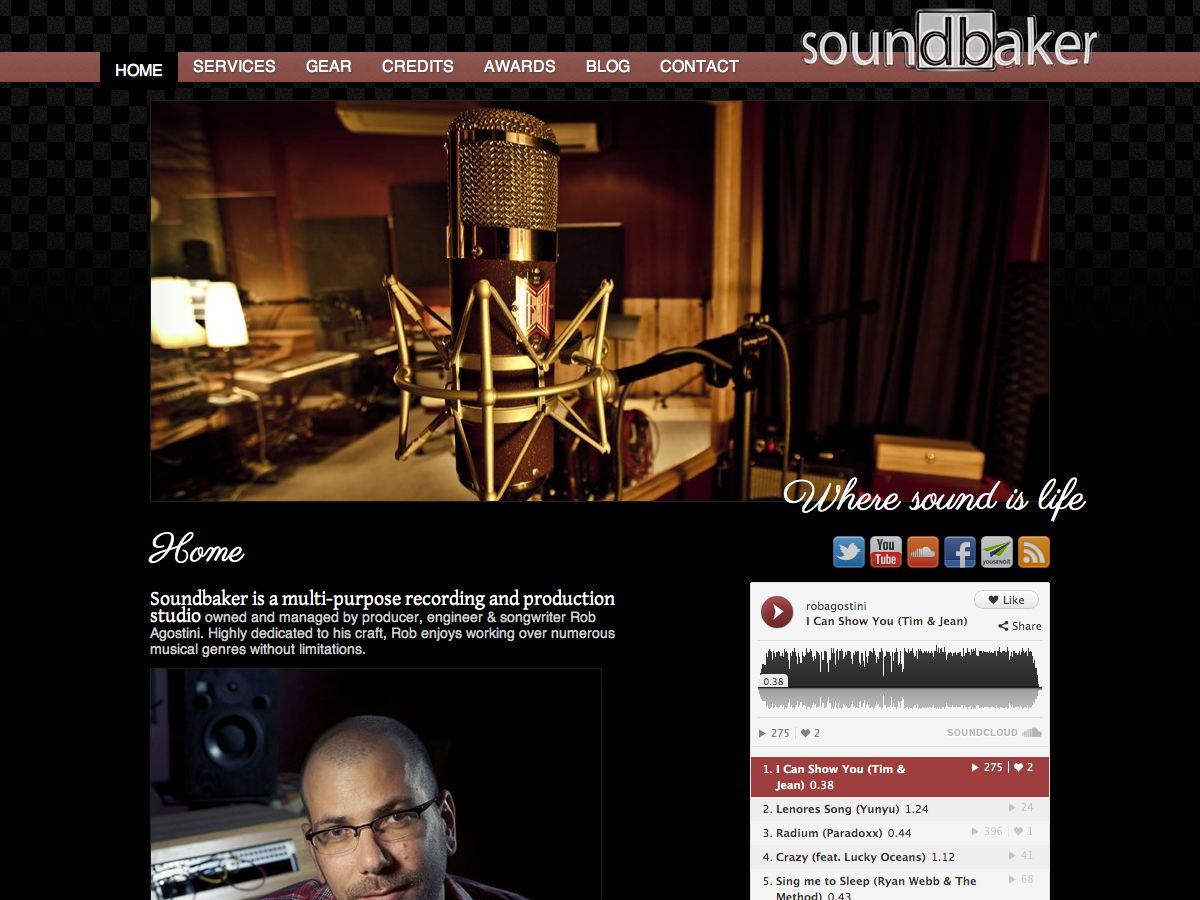 soundbaker
HOME SERVICES GEAR CREDITS AWARDS BLOG CONTACT
Where sound is life
Home
You
Tube
YOUSENDIT
Soundbaker is a multi-purpose recording and production
studio owned and managed by producer, engineer & songwriter Rob
Agostini. Highly dedicated to his craft, Rob enjoys working over numerous
musical genres without limitations.
robagostini
Like
I Can Show You (Tim & Jean)
Share
0.38
275 2
SOUNDCLOUD
1. I Can Show You (Tim & 275 2
Jean) 0.38
2. Lenores Song (Yunyu) 1.24 24
3. Radium (Paradoxx) 0.44 396 1
4. Crazy (feat. Lucky Oceans) 1.12 41
5. Sing me to Sleep (Ryan Webb & The 68
Method) 0.43